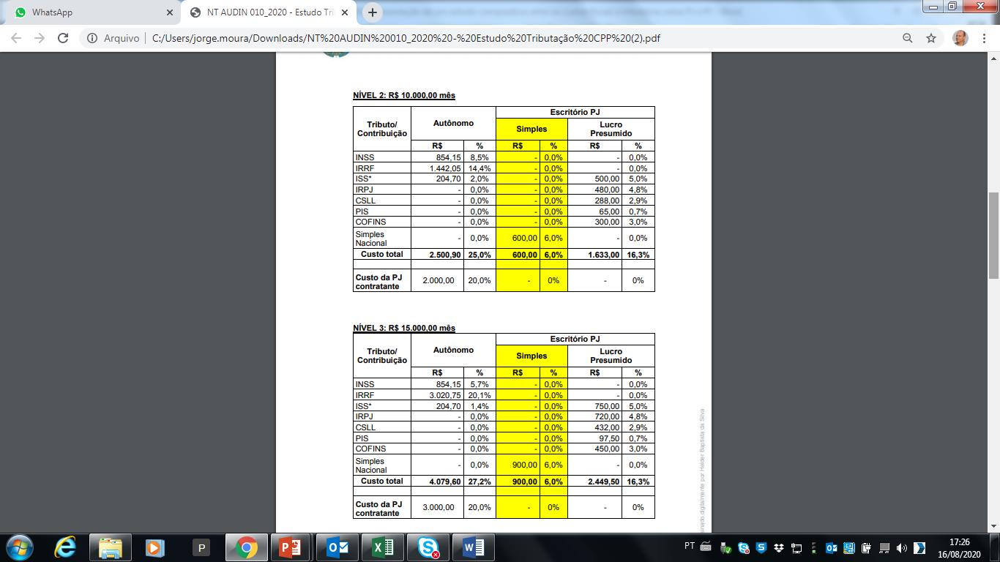 WhatsApp
NT AUDIN 010_2020 - Estudo Tri
Arquivo
C:/Users/jorge.moura/Downloads/NT%20AUDIN%20010_2020%20-%20Estudo%20Tributação%20CPP%20(2).pdf
NÍVEL 2: R$ 10.000,00 mês
Tributo/ Contribuição Autônomo Escritório PJ
Simples Lucro Presumido
R$ % R$ % R$ %
INSS 854,15 8,5% - 0,0% - 0,0%
IRRF 1.442,05 14,4% - 0,0% - 0,0%
ISS* 204,70 2,0% - 0,0% 500,00 5,0%
IRPJ - 0,0% - 0,0% 480,00 4,8%
CSLL - 0,0% - 0,0% 288,00 2,9%
PIS - 0,0% - 0,0% 65,00 0,7%
COFINS - 0,0% - 0,0% 300,00 3,0%
Simples Nacional - 0,0% 600,00 6,0% - 0,0%
Custo total 2.500,90 25,0% 600,00 6,0% 1.633,00 16,3%
Custo da PJ contratante 2.000,00 20,0% - 0% - 0%
NÍVEL 3: R$ 15.000,00 mês
Tributo/ Contribuição Autônomo Escritório PJ
Simples Lucro Presumido
R$ % R$ % R$ %
INSS 854,15 5,7% - 0,0% - 0,0%
IRRF 3.020,75 20,1% - 0,0% - 0,0%
ISS* 204,70 1,4% - 0,0% 750,00 5,0%
IRPJ - 0,0% - 0,0% 720,00 4,8%
CSLL - 0,0% - 0,0% 432,00 2,9%
PIS - 0,0% - 0,0% 97,50 0,7%
COFINS - 0,0% - 0,0% 450,00 3,0%
Simples Nacional - 0,0% 900,00 6,0% - 0,0%
Custo total 4.079,60 27,2% 900,00 6,0% 2.449,50 16,3%
Custo da PJ contratante 3.000,00 20,0% - 0% - 0%
digitalmente por Helder Baptista da Silva
P
PT
17:26
16/08/2020